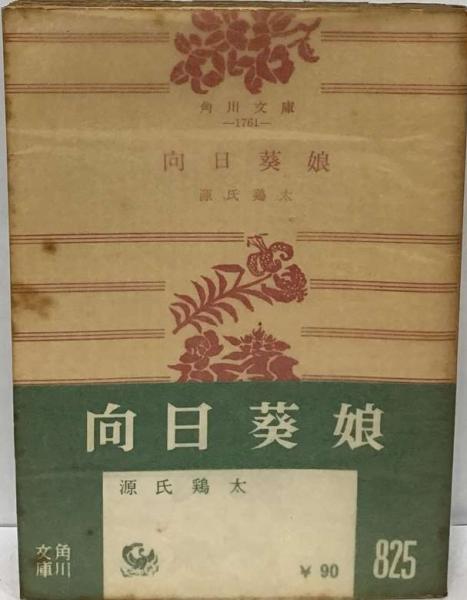 角川文庫
—1761—
向日葵娘
源氏鶏太
向日葵娘
源氏鶏太
角川
文庫
¥ 90
825